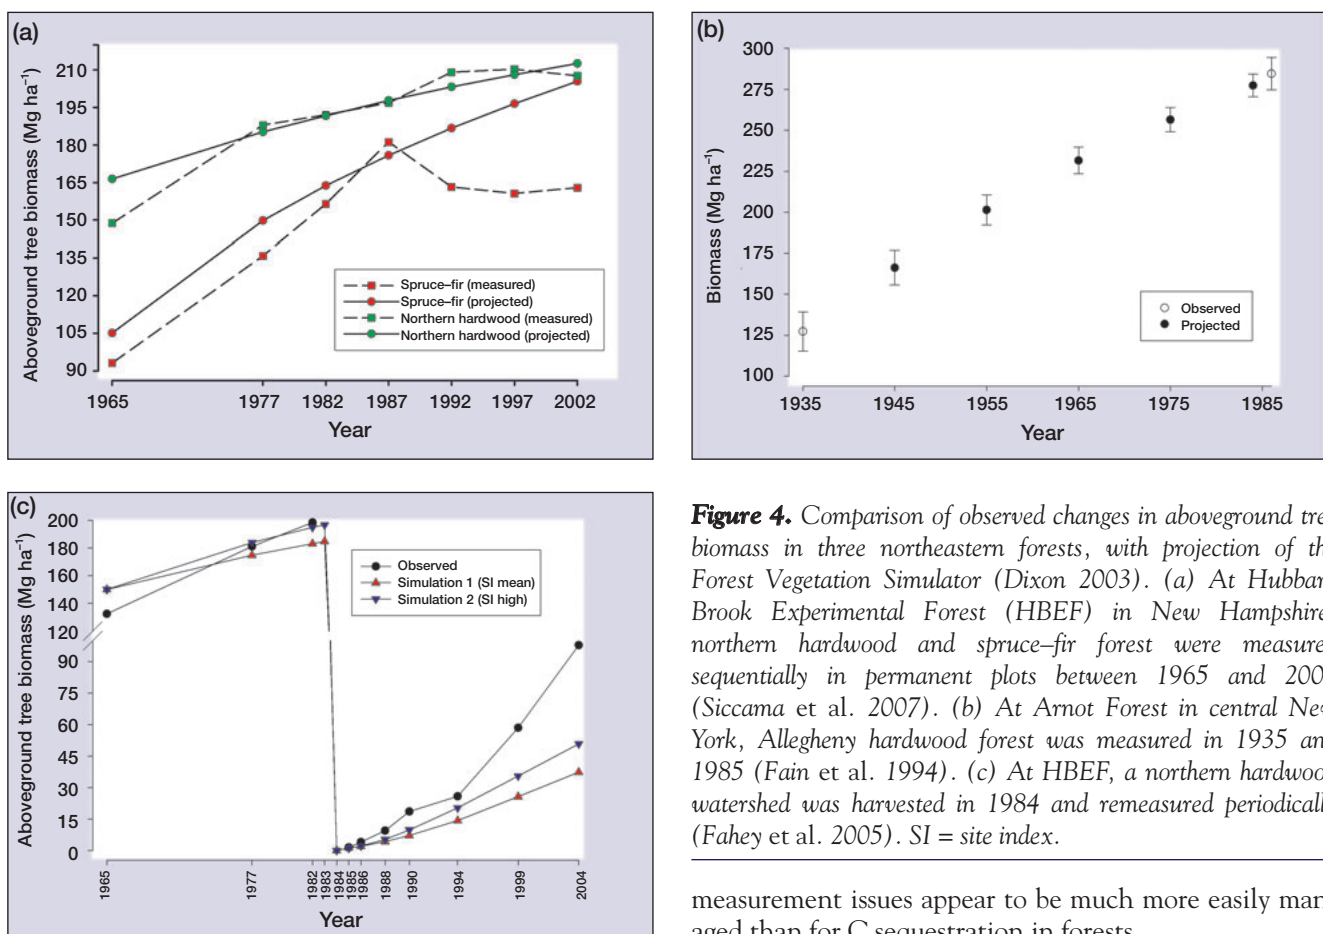 (a)
Aboveground tree biomass (Mg ha⁻¹)
210
195
180
165
150
135
120
105
90
Spruce–fir (measured)
Spruce–fir (projected)
Northern hardwood (measured)
Northern hardwood (projected)
1965 1977 1982 1987 1992 1997 2002
Year
(b)
Biomass (Mg ha⁻¹)
300
275
250
225
200
175
150
125
100
Observed
Projected
1935 1945 1955 1965 1975 1985
Year
(c)
Aboveground tree biomass (Mg ha⁻¹)
200
180
160
140
120
90
75
60
45
30
15
0
Observed
Simulation 1 (SI mean)
Simulation 2 (SI high)
1965 1977 1982 1983 1984 1985 1986 1988 1990 1994 1999 2004
Year
Figure 4. Comparison of observed changes in aboveground tre
biomass in three northeastern forests, with projection of th
Forest Vegetation Simulator (Dixon 2003). (a) At Hubbar
Brook Experimental Forest (HBEF) in New Hampshire
northern hardwood and spruce–fir forest were measure
sequentially in permanent plots between 1965 and 200
(Siccama et al. 2007). (b) At Arnot Forest in central Ne
York, Allegheny hardwood forest was measured in 1935 an
1985 (Fain et al. 1994). (c) At HBEF, a northern hardwoo
watershed was harvested in 1984 and remeasured periodicall
(Fahey et al. 2005). SI = site index.
measurement issues appear to be much more easily man
aged than for C sequestration in forests